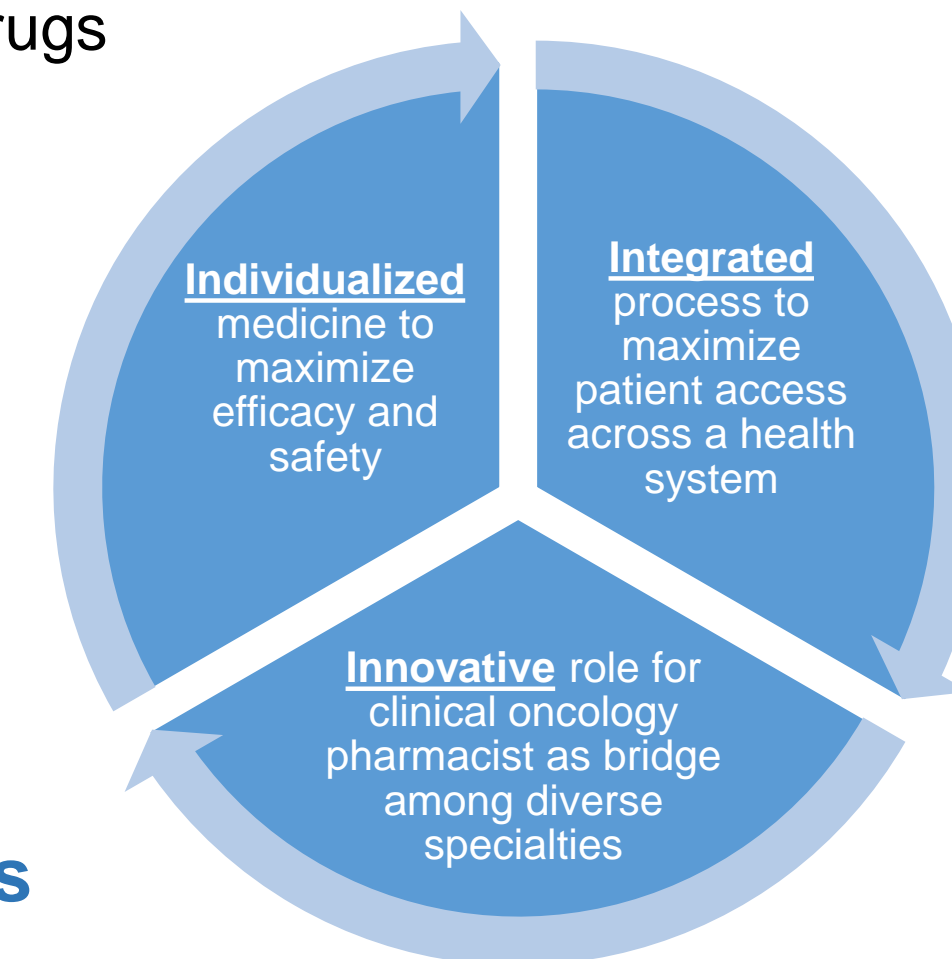 rugs
Individualized
medicine to
maximize
efficacy and
safety
Integrated
process to
maximize
patient access
across a health
system
Innovative role for
clinical oncology
pharmacist as bridge
among diverse
specialties
s